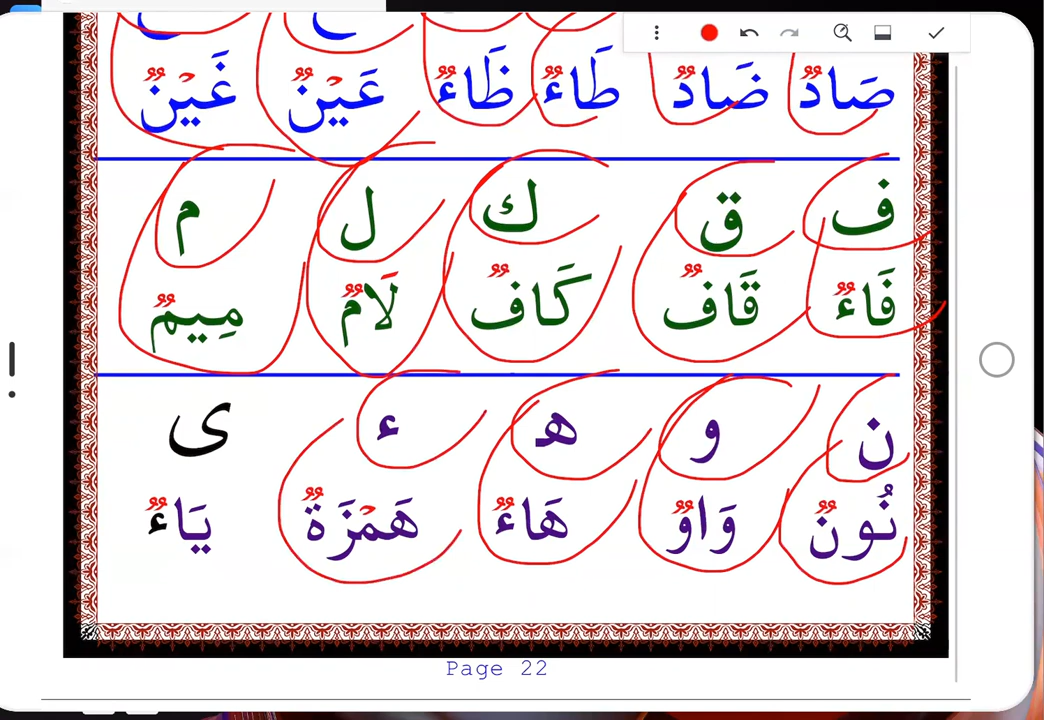 صَادٌ ضَادٌ طَاءٌ ظَاءٌ عَيْنٌ غَيْنٌ
ف ق ك ل م
فَاءٌ قَافٌ كَافٌ لَامٌ مِيمٌ
ن و ه ء ى
نُونٌ وَاوٌ هَاءٌ هَمْزَةٌ يَاءٌ
Page 22